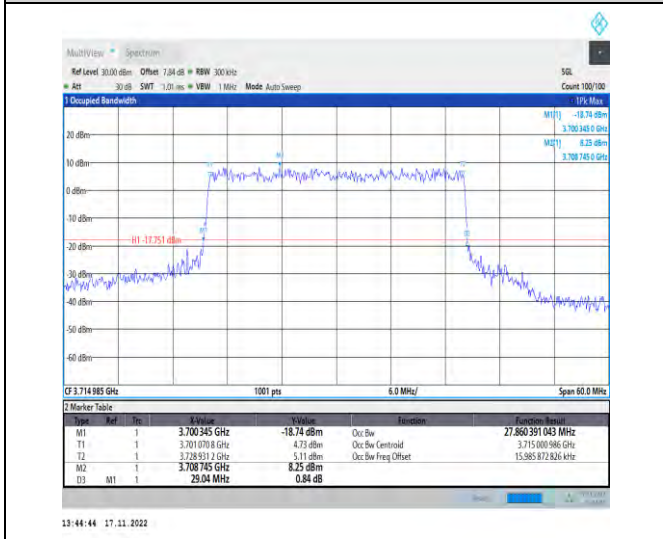 MultiView Spectrum
Ref Level 30.00 dBm Offset 7.84 dB RBW 300 kHz SGL
Att 30 dB SWT 1.01 ms VBW 1 MHz Mode Auto Sweep Count 100/100
1 Occupied Bandwidth 1Pk Max
M1[1] -18.74 dBm
3.700 345 0 GHz
M2[1] 8.25 dBm
3.708 745 0 GHz
20 dBm
10 dBm
0 dBm
-10 dBm
H1 -17.751 dBm
-20 dBm
-30 dBm
-40 dBm
-50 dBm
-60 dBm
CF 3.714 985 GHz 1001 pts 6.0 MHz/ Span 60.0 MHz
2 Marker Table
Type Ref Trc X-Value Y-Value Function Function Result
M1 1 3.700 345 GHz -18.74 dBm Occ Bw 27.860 391 043 MHz
T1 1 3.701 070 8 GHz 4.73 dBm Occ Bw Centroid 3.715 000 986 GHz
T2 1 3.728 931 2 GHz 5.11 dBm Occ Bw Freq Offset 15.985 872 826 kHz
M2 1 3.708 745 GHz 8.25 dBm
D3 M1 1 29.04 MHz 0.84 dB
13:44:44 17.11.2022